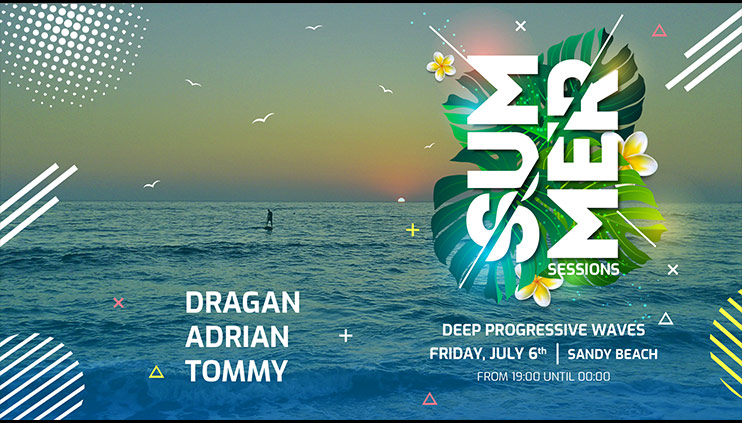 SUM
MER
SESSIONS
DRAGAN
ADRIAN
TOMMY
DEEP PROGRESSIVE WAVES
FRIDAY, JULY 6th | SANDY BEACH
FROM 19:00 UNTIL 00:00